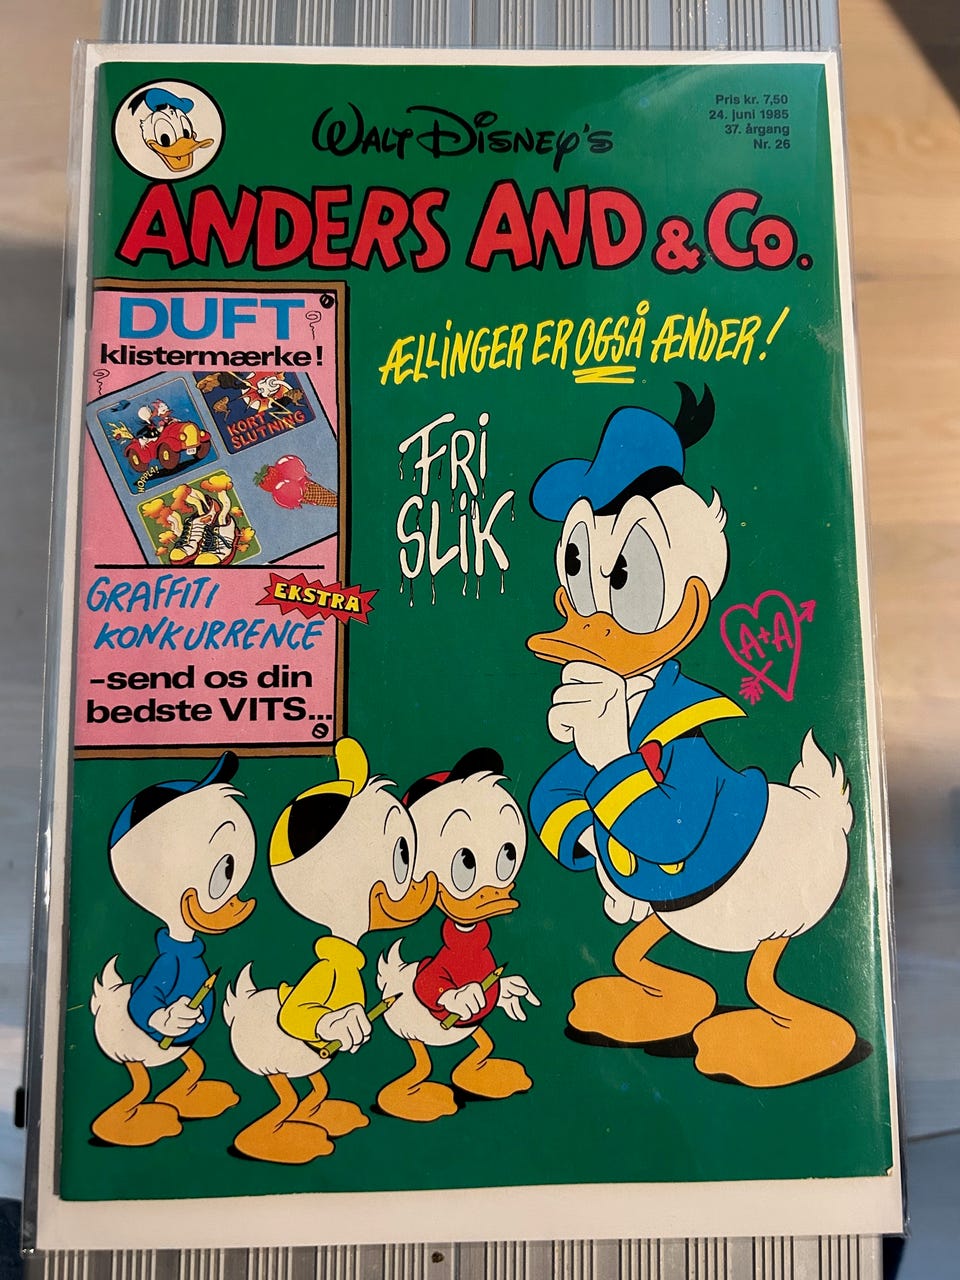 WALT DISNEY'S
Pris kr. 7,50
24. juni 1985
37. årgang
Nr. 26
ANDERS AND & Co.
DUFT
klistermærke!
HOPPLA!
KORT
SLUTNING
GRAFFITI
KONKURRENCE
EKSTRA
-send os din
bedste VITS...
ÆLLINGER ER OGSÅ ÆNDER!
FRI
SLIK
A+A